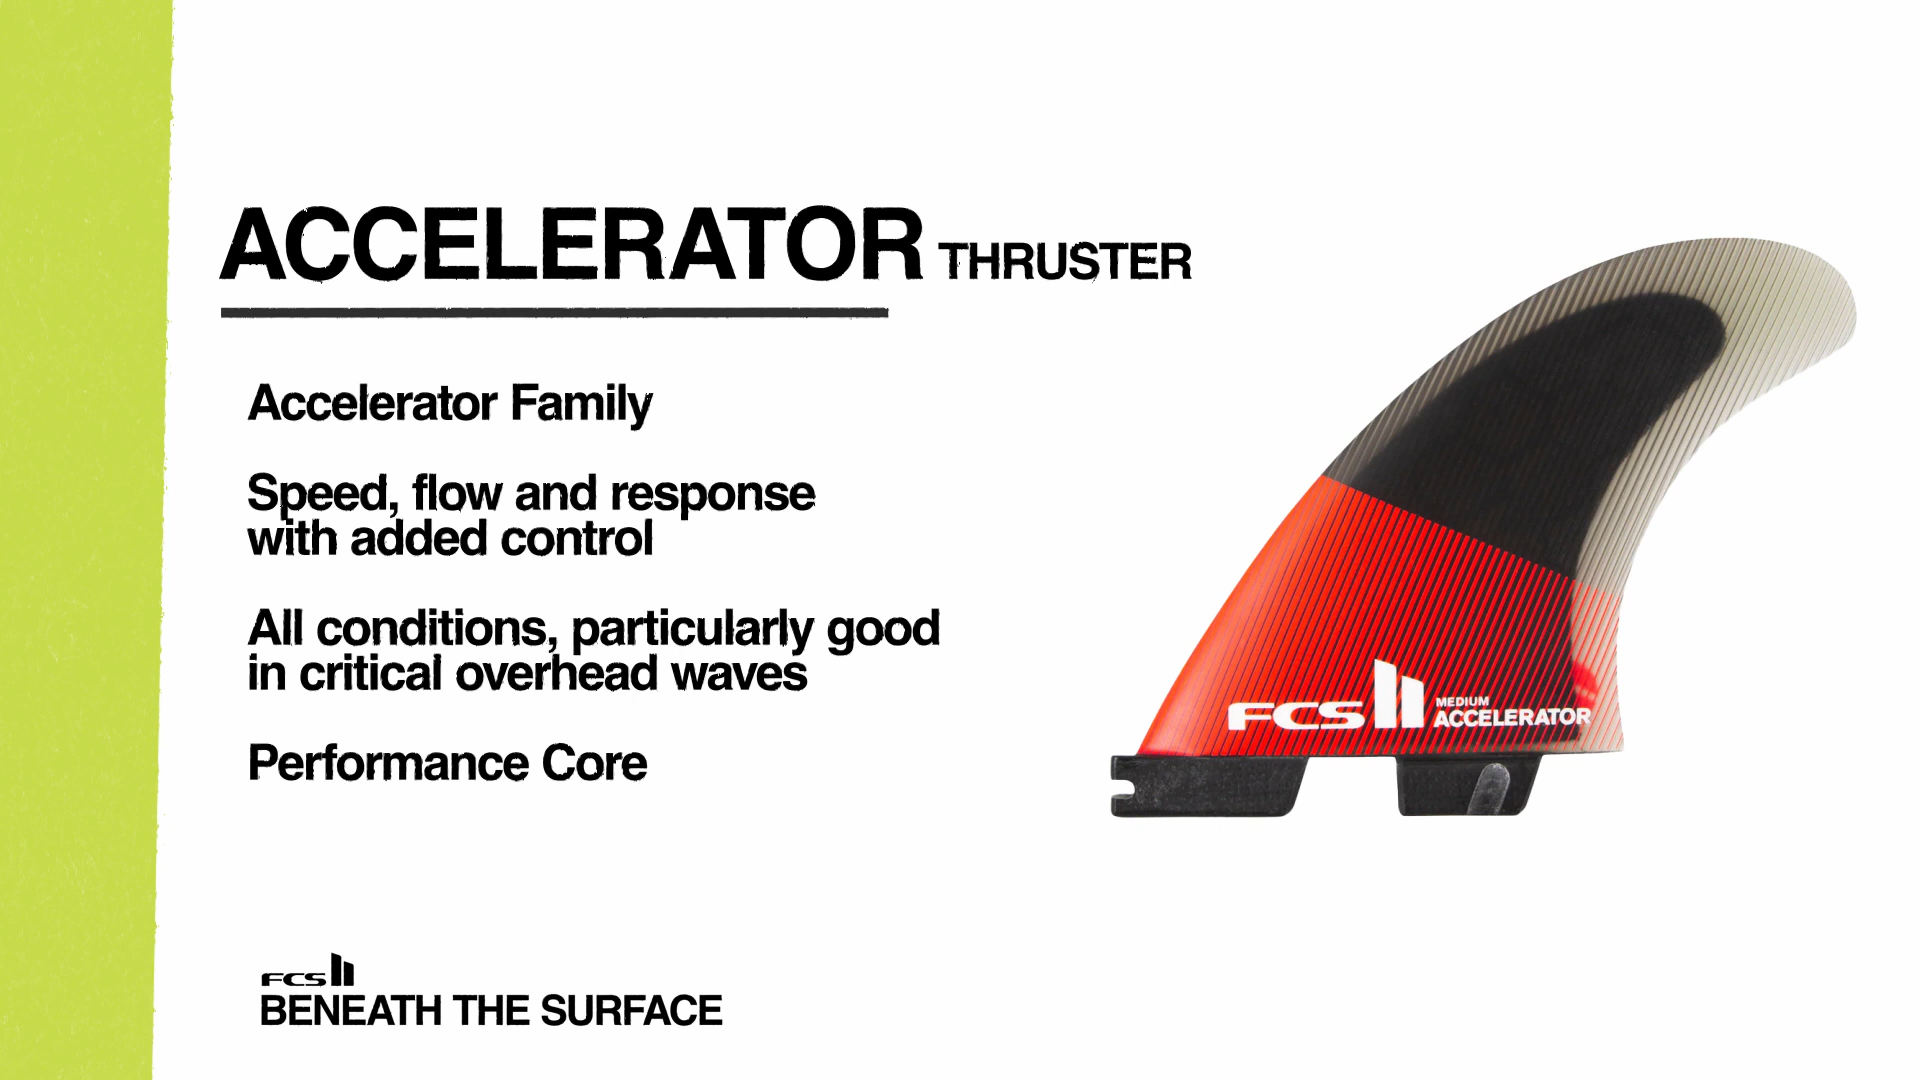 ACCELERATOR THRUSTER
Accelerator Family
Speed, flow and response
with added control
All conditions, particularly good
in critical overhead waves
Performance Core
FCS II
MEDIUM
ACCELERATOR
FCS II
BENEATH THE SURFACE